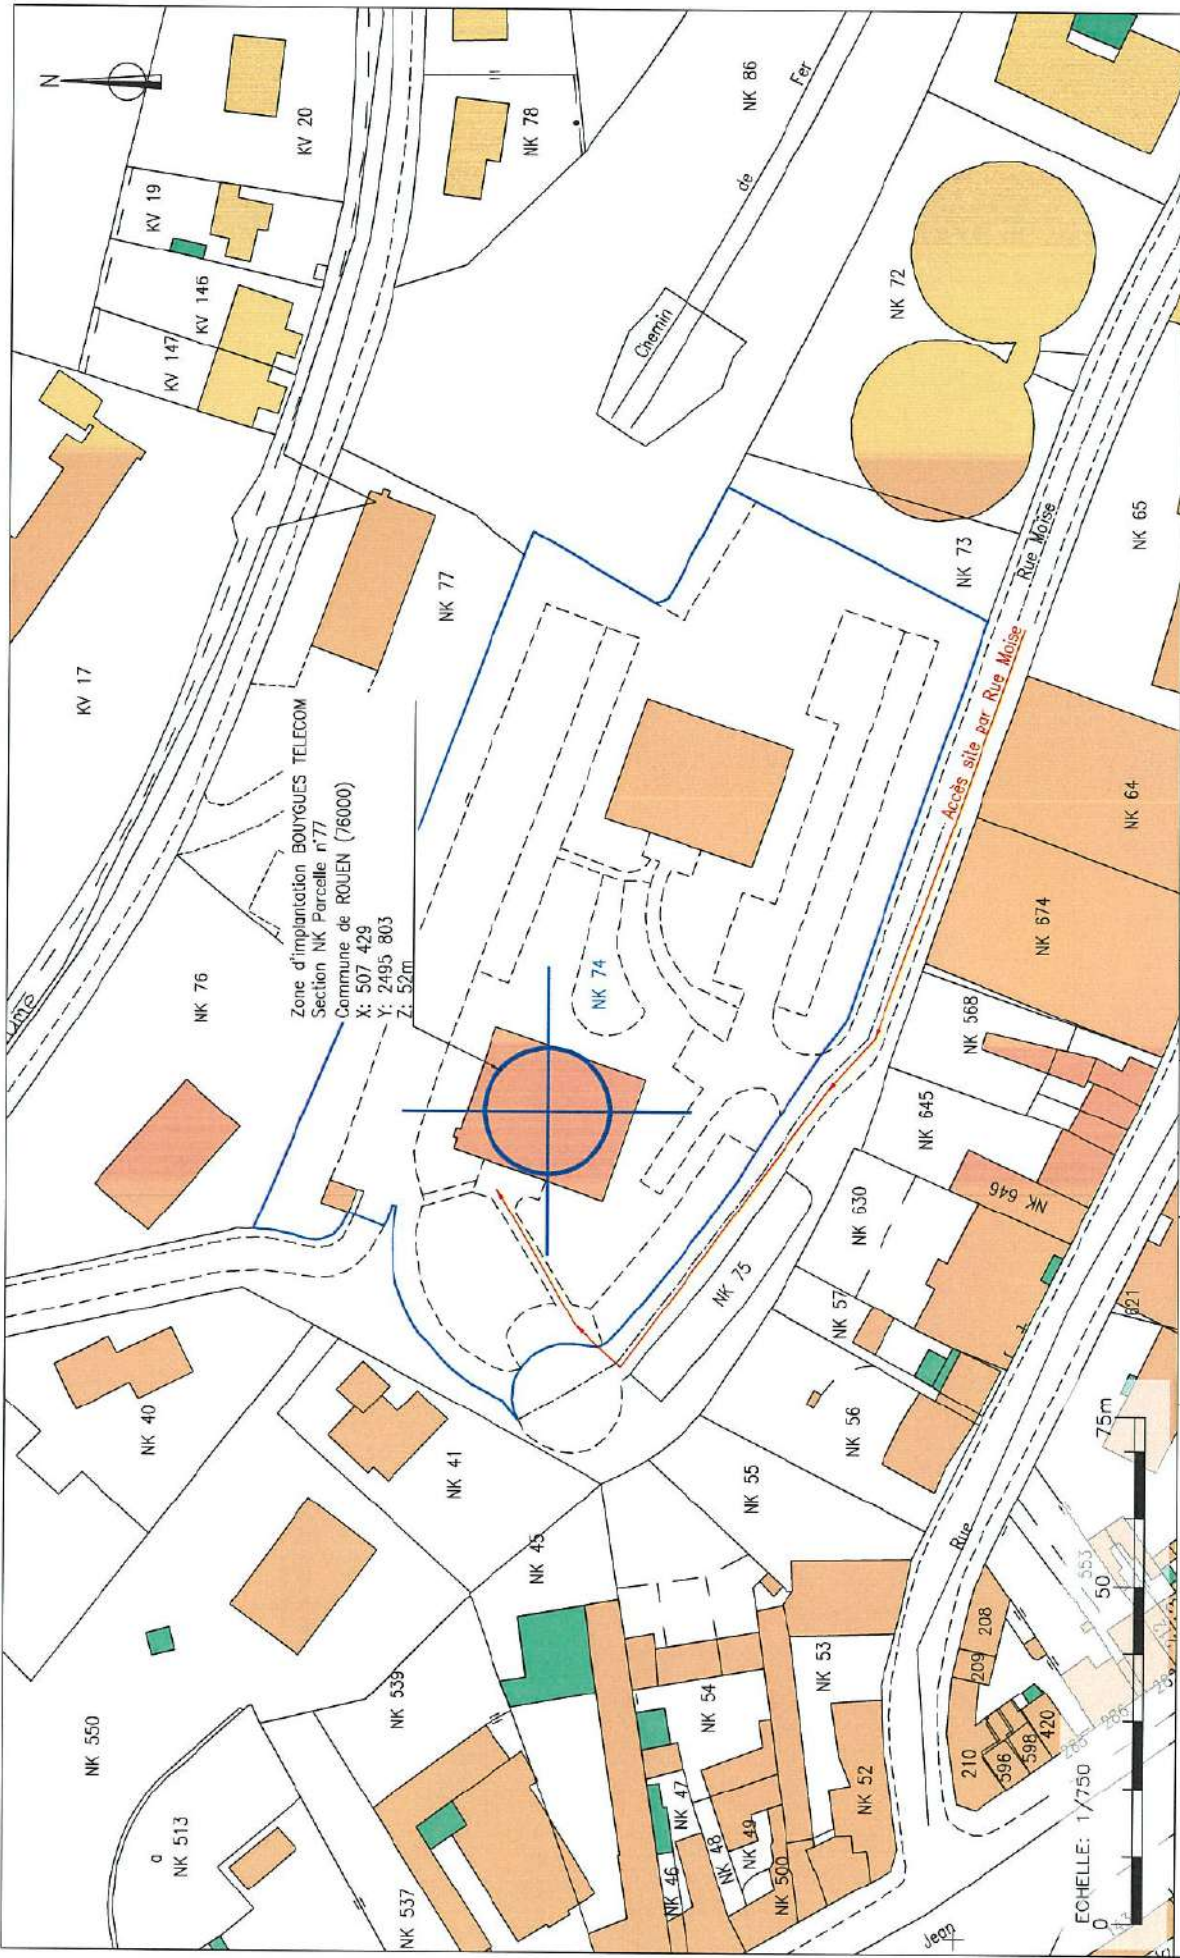 N
KV 20
KV 19
KV 146
KV 147
KV 17
NK 78
NK 86
Chemin
de
Fer
NK 72
NK 73
NK 65
Rue Moise
Accès site par Rue Moise
NK 77
Zone d'implantation BOUYGUES TELECOM
Section NK Parcelle n°77
Commune de ROUEN (76000)
X: 507 429
Y: 2495 803
Z: 52m
NK 76
NK 74
NK 64
NK 674
NK 568
NK 645
NK 646
NK 630
NK 75
NK 57
NK 56
NK 55
621
NK 40
NK 41
NK 45
NK 550
NK 539
a
NK 513
NK 537
NK 54
NK 53
NK 47
NK 46
NK 48
NK 49
NK 500
NK 52
Rue
Jean
208
209
210
596
598
420
553
285
286
ECHELLE: 1/750
0
50
75m